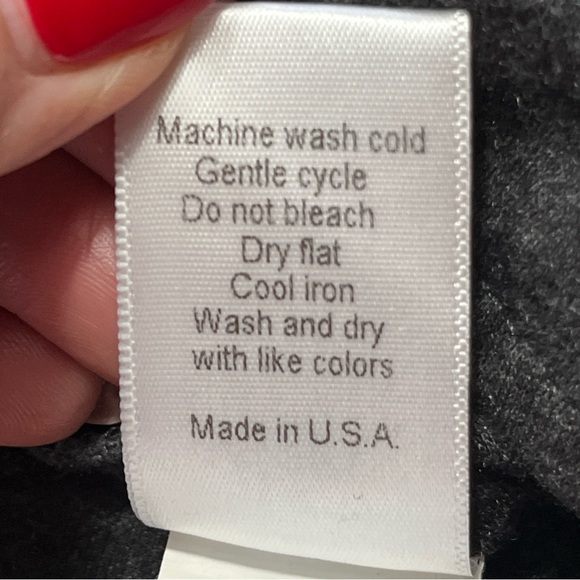 Machine wash cold
Gentle cycle
Do not bleach
Dry flat
Cool iron
Wash and dry
with like colors
Made in U.S.A.